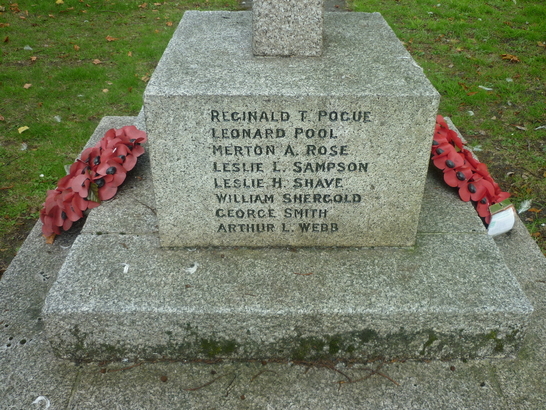 REGINALD T. POGUE
LEONARD POOL
MERTON A. ROSE
LESLIE L. SAMPSON
LESLIE H. SHAVE
WILLIAM SHERGOLD
GEORGE SMITH
ARTHUR L. WEBB